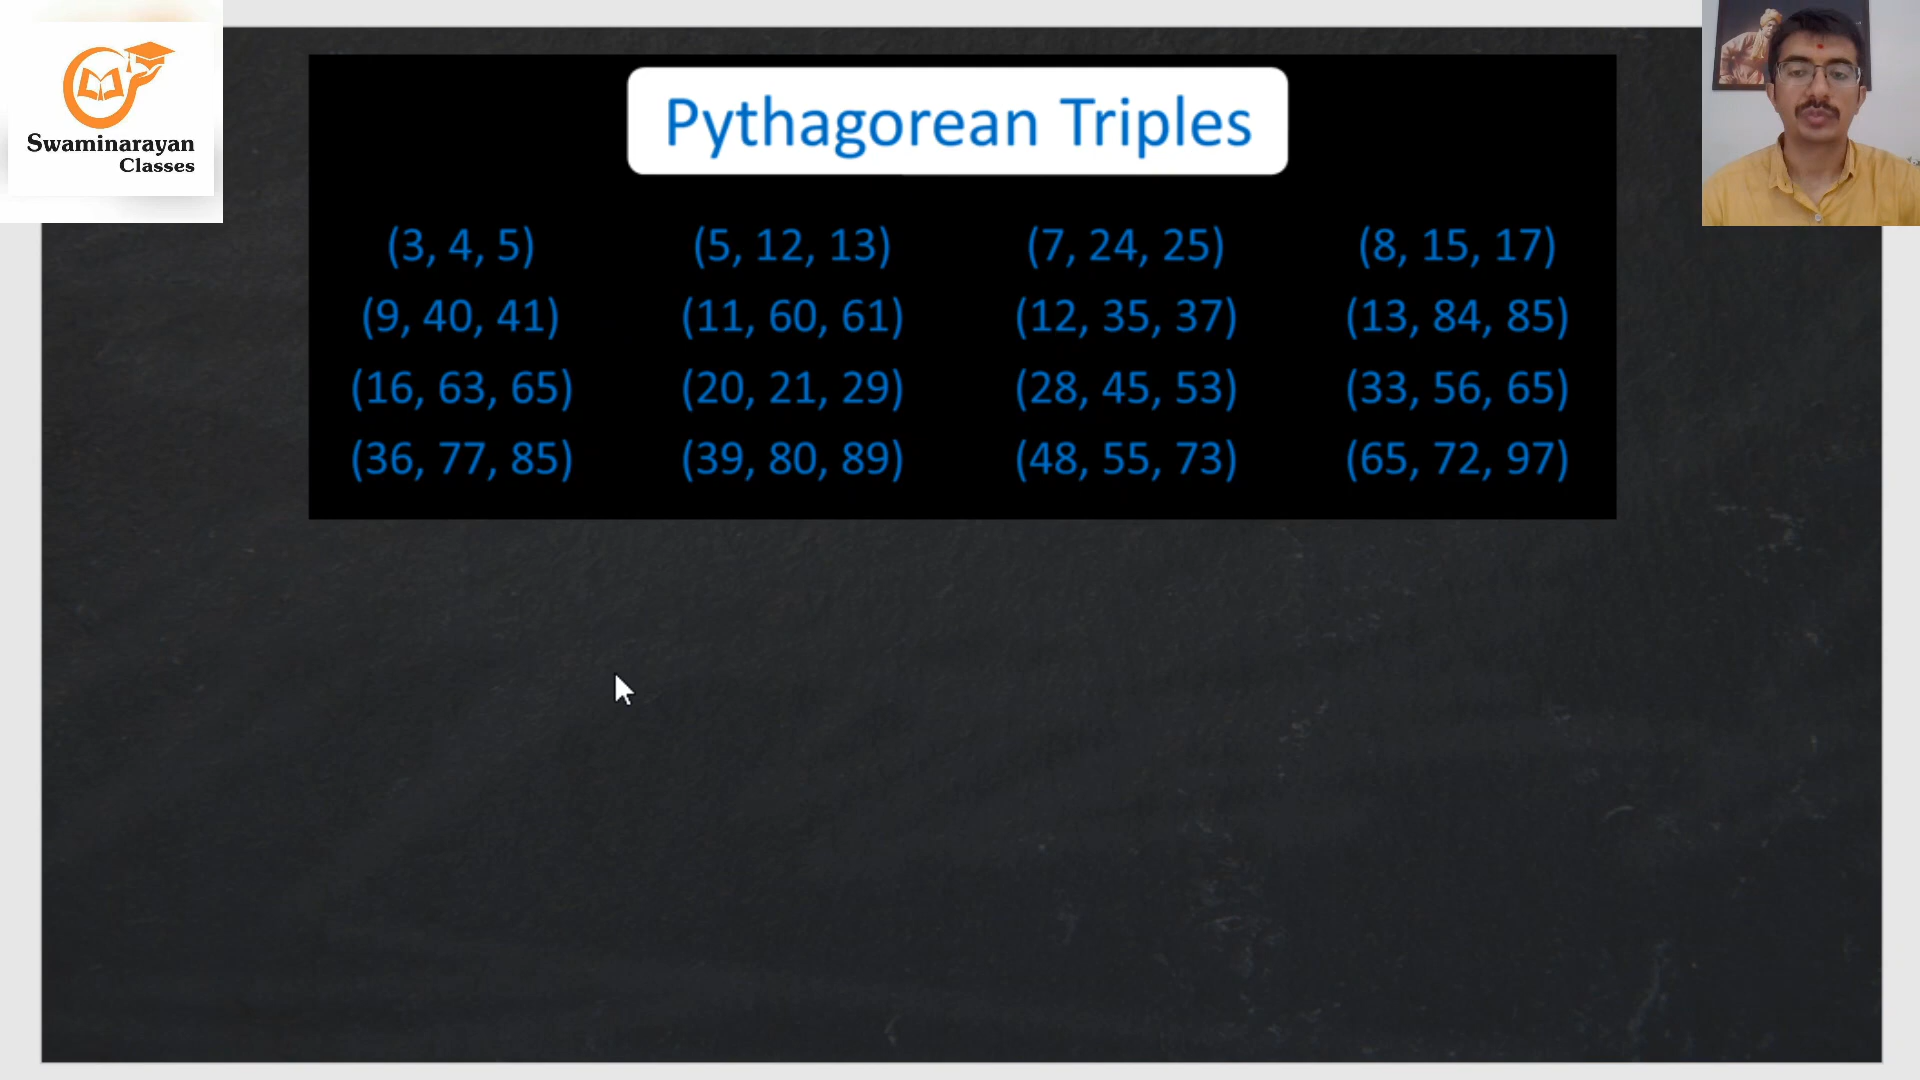 Swaminarayan
Classes
Pythagorean Triples
(3, 4, 5) (5, 12, 13) (7, 24, 25) (8, 15, 17)
(9, 40, 41) (11, 60, 61) (12, 35, 37) (13, 84, 85)
(16, 63, 65) (20, 21, 29) (28, 45, 53) (33, 56, 65)
(36, 77, 85) (39, 80, 89) (48, 55, 73) (65, 72, 97)